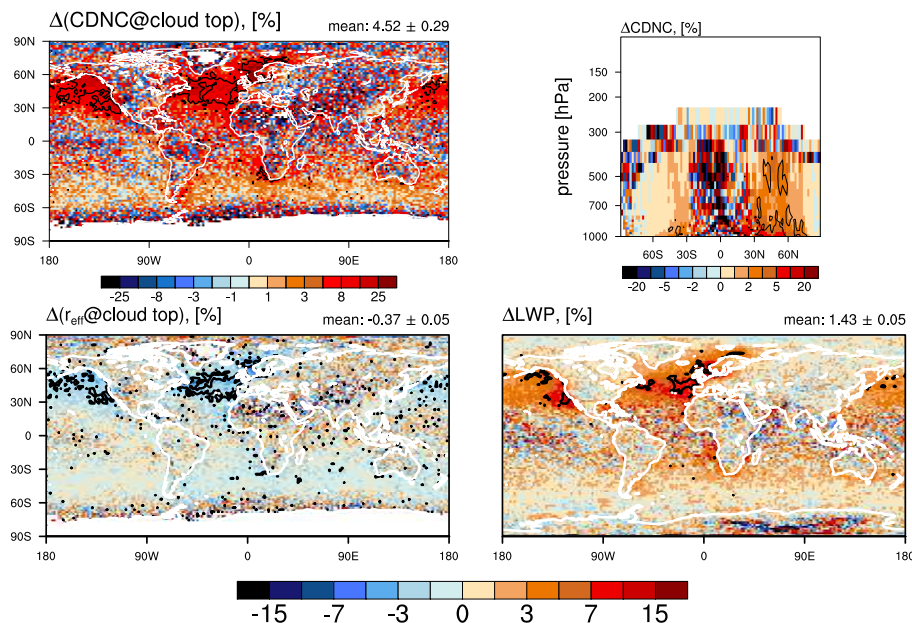 Δ(CDNC@cloud top), [%]
mean: 4.52 ± 0.29
90N
60N
30N
0
30S
60S
90S
180 90W 0 90E 180
-25 -8 -3 -1 1 3 8 25
ΔCDNC, [%]
pressure [hPa]
150
200
300
500
700
1000
60S 30S 0 30N 60N
-20 -5 -2 0 2 5 20
Δ(reff@cloud top), [%]
mean: -0.37 ± 0.05
90N
60N
30N
0
30S
60S
90S
180 90W 0 90E 180
ΔLWP, [%]
mean: 1.43 ± 0.05
90N
60N
30N
0
30S
60S
90S
180 90W 0 90E 180
-15 -7 -3 0 3 7 15